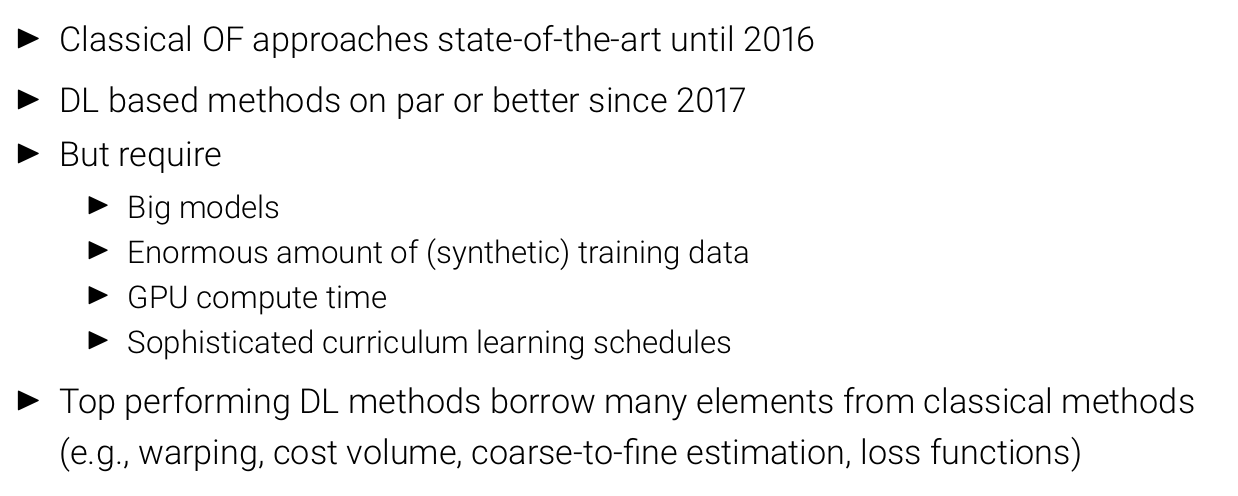 ► Classical OF approaches state-of-the-art until 2016
► DL based methods on par or better since 2017
► But require
► Big models
► Enormous amount of (synthetic) training data
► GPU compute time
► Sophisticated curriculum learning schedules
► Top performing DL methods borrow many elements from classical methods
(e.g., warping, cost volume, coarse-to-fine estimation, loss functions)